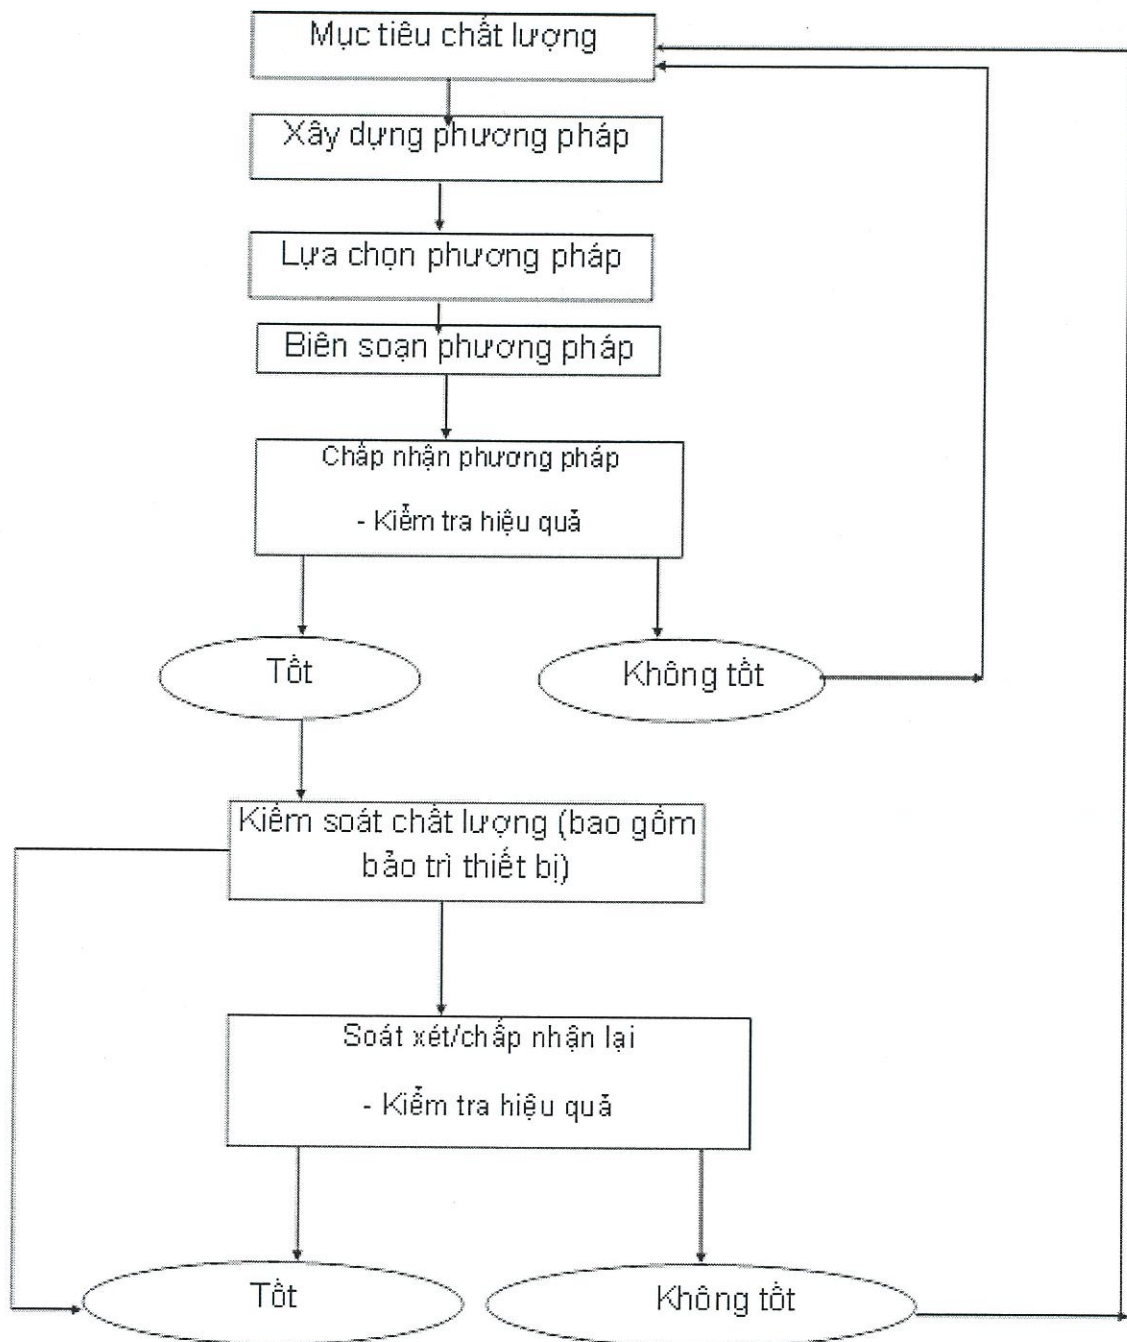 Mục tiêu chất lượng
Xây dựng phương pháp
Lựa chọn phương pháp
Biên soạn phương pháp
Chấp nhận phương pháp
- Kiểm tra hiệu quả
Tốt
Không tốt
Kiểm soát chất lượng (bao gồm
bảo trì thiết bị)
Soát xét/chấp nhận lại
- Kiểm tra hiệu quả
Tốt
Không tốt